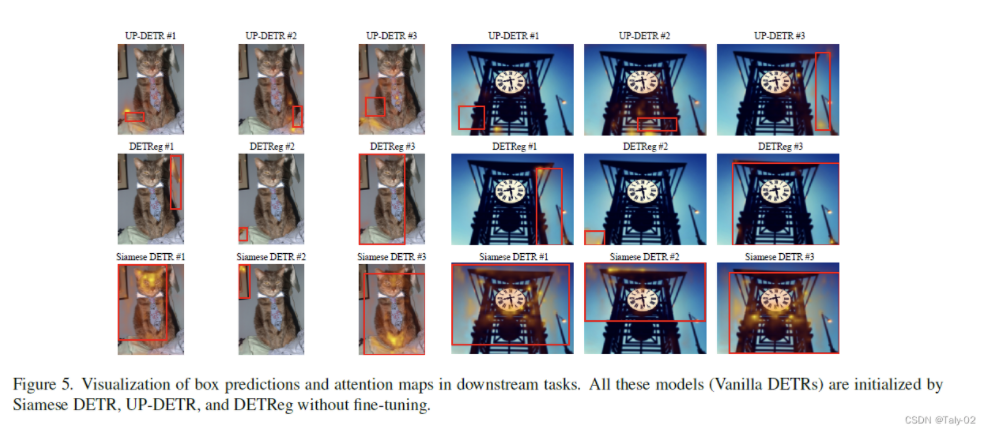 UP-DETR #1 UP-DETR #2 UP-DETR #3 UP-DETR #1 UP-DETR #2 UP-DETR #3
DETReg #1 DETReg #2 DETReg #3 DETReg #1 DETReg #2 DETReg #3
Siamese DETR #1 Siamese DETR #2 Siamese DETR #3 Siamese DETR #1 Siamese DETR #2 Siamese DETR #3
Figure 5. Visualization of box predictions and attention maps in downstream tasks. All these models (Vanilla DETRs) are initialized by
Siamese DETR, UP-DETR, and DETReg without fine-tuning.
CSDN @Taly-02